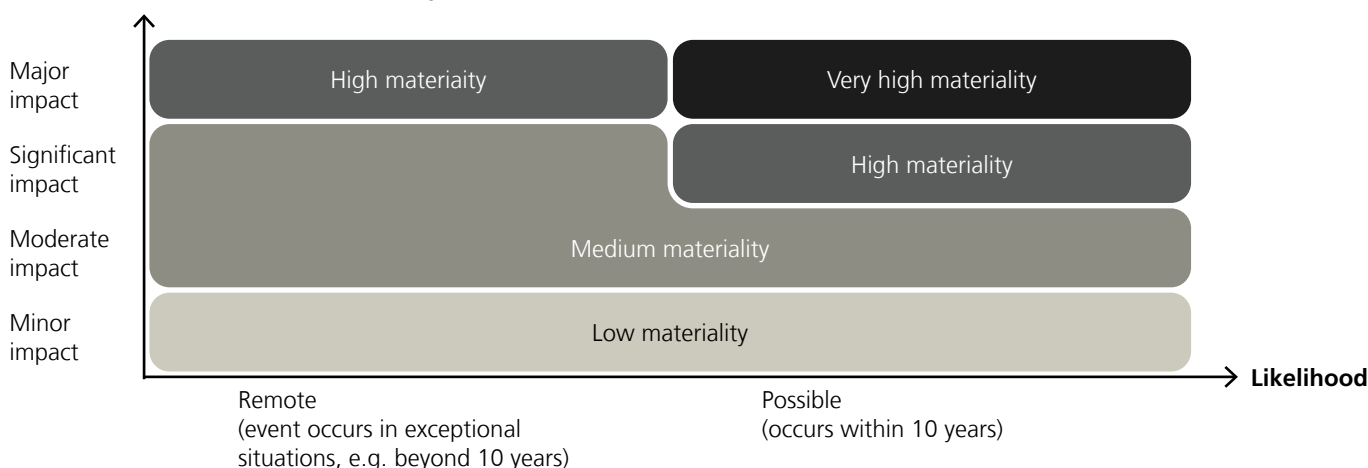 Major
impact
High materiaity
Very high materiality
Significant
impact
High materiality
Moderate
impact
Medium materiality
Minor
impact
Low materiality
Likelihood
Remote
(event occurs in exceptional
situations, e.g. beyond 10 years)
Possible
(occurs within 10 years)